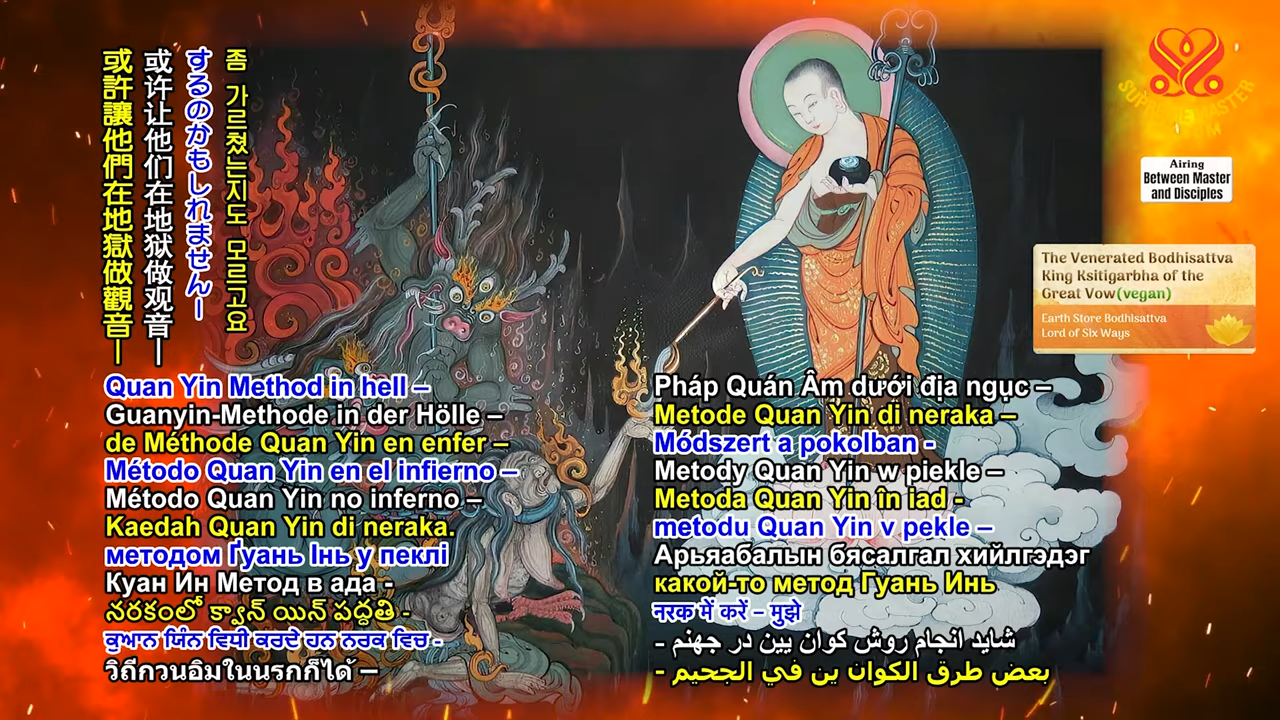 좀 가르쳤는지도 모르고요
するのかもしれません―
或许让他们在地狱做观音—
或許讓他們在地獄做觀音—
Quan Yin Method in hell –
Guanyin-Methode in der Hölle –
de Méthode Quan Yin en enfer –
Método Quan Yin en el infierno –
Método Quan Yin no inferno –
Kaedah Quan Yin di neraka.
методом Ґуань Інь у пеклі
Куан Ин Метод в ада -
నరకంలో క్వాన్ యిన్ పద్ధతి -
ਕੁਆਨ ਯਿੰਨ ਵਿਧੀ ਕਰਦੇ ਹਨ ਨਰਕ ਵਿਚ -
วิถีกวนอิมในนรกก็ได้ –
Pháp Quán Âm dưới địa ngục –
Metode Quan Yin di neraka –
Módszert a pokolban -
Metody Quan Yin w piekle –
Metoda Quan Yin în iad -
metodu Quan Yin v pekle –
Арьяабалын бясалгал хийлгэдэг
какой-то метод Гуань Инь
नरक में करें – मुझे
شاید انجام روش کوان یین در جهنم -
بعض طرق الكوان ين في الجحيم -
SUPREME MASTER
Airing
Between Master
and Disciples
The Venerated Bodhisattva
King Ksitigarbha of the
Great Vow(vegan)
Earth Store Bodhisattva
Lord of Six Ways